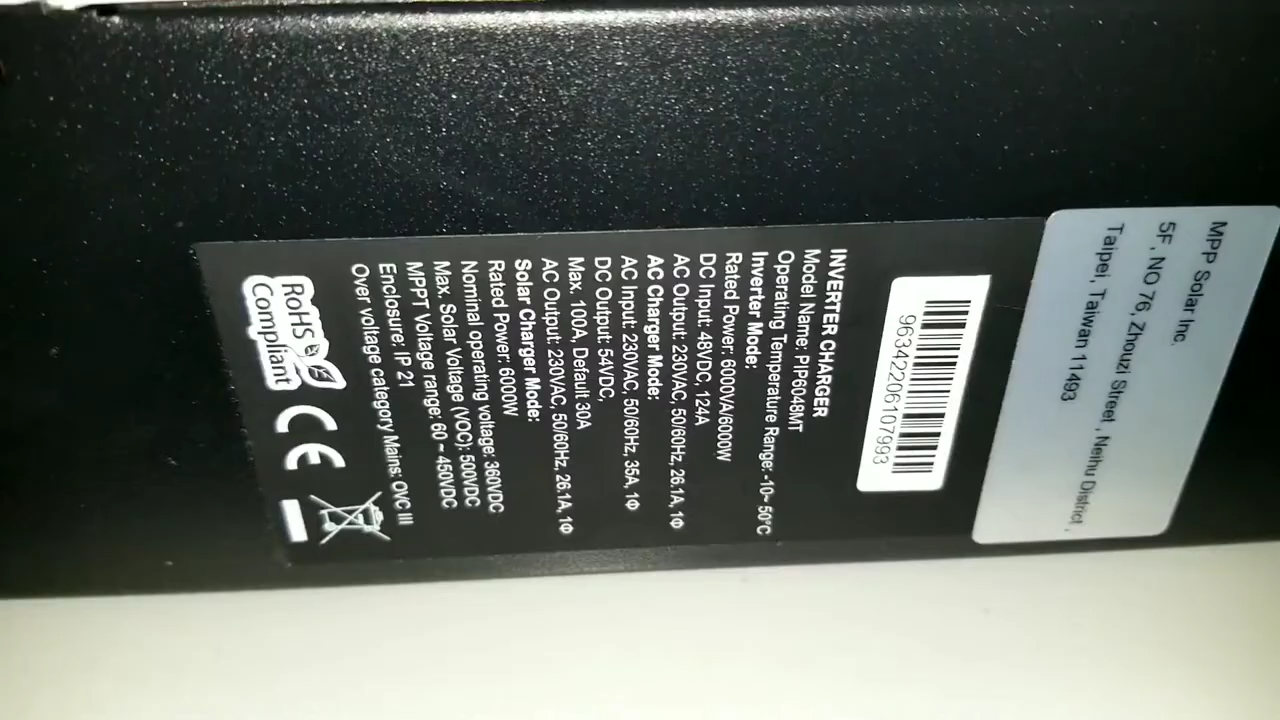 MPP Solar Inc.
5F, NO 76, Zhouzi Street , Neihu District ,
Taipei, Taiwan 11493
96342206107993
INVERTER CHARGER
Model Name: PIP6048MT
Operating Temperature Range: -10~ 50°C
Inverter Mode:
Rated Power: 6000VA/6000W
DC Input: 48VDC, 124A
AC Output: 230VAC, 50/60Hz, 26.1A, 1Φ
AC Charger Mode:
AC Input: 230VAC, 50/60Hz, 35A, 1Φ
DC Output: 54VDC,
Max. 100A, Default 30A
AC Output: 230VAC, 50/60Hz, 26.1A, 1Φ
Solar Charger Mode:
Rated Power: 6000W
Nominal operating voltage: 360VDC
Max. Solar Voltage (VOC): 500VDC
MPPT Voltage range: 60 ~ 450VDC
Enclosure: IP 21
Over voltage category Mains: OVC III
RoHS
Compliant
CE